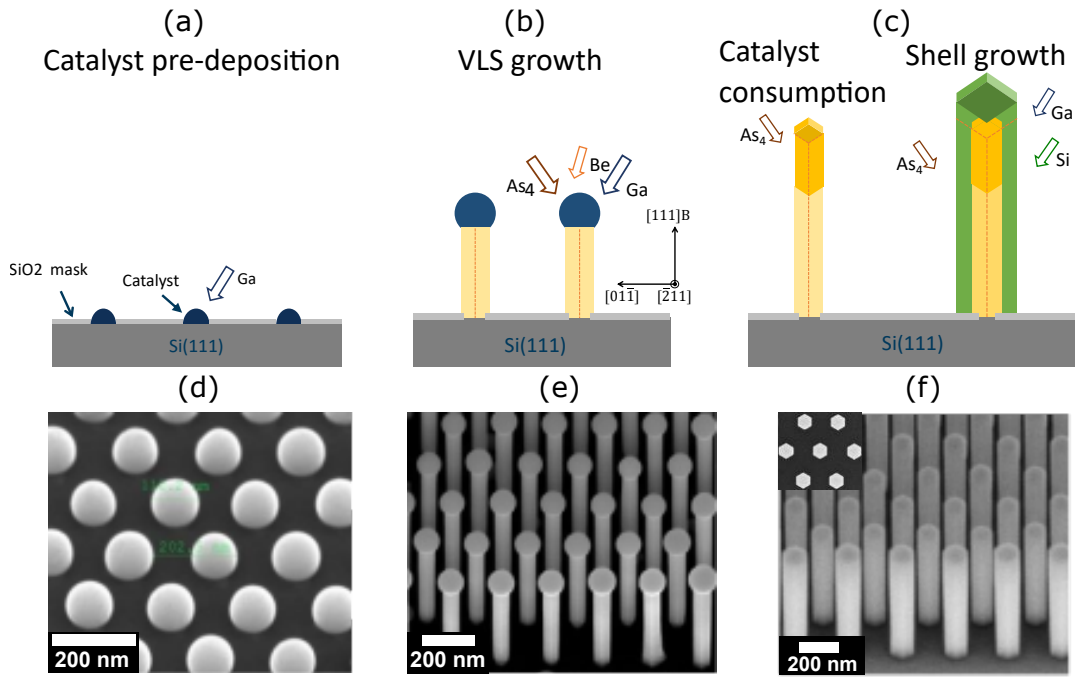 (a)
Catalyst pre-deposition
SiO2 mask
Catalyst
Ga
Si(111)
(b)
VLS growth
As4
Be
Ga
[111]B
[011̅]
[2̅11]
Si(111)
(c)
Catalyst
consumption
Shell growth
As₄
As₄
Ga
Si
Si(111)
(d)
200 nm
(e)
200 nm
(f)
200 nm